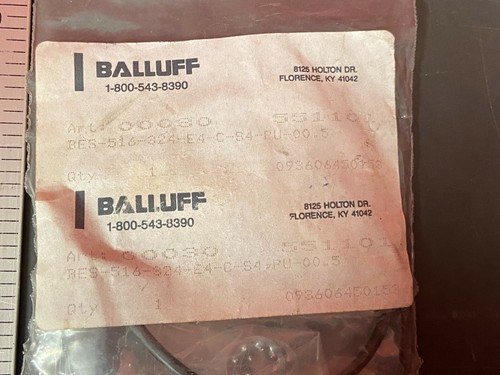 BALLUFF
8125 HOLTON DR.
1-800-543-8390
FLORENCE, KY 41042
Art: 00030 551101
BES-516-324-E4-C-S4-PU-00.5
Qty 1 093606450152
BALLUFF
8125 HOLTON DR.
1-800-543-8390
FLORENCE, KY 41042
Art: 00030 551101
BES-516-324-E4-C-S4-PU-00.5
Qty 1 093606450152